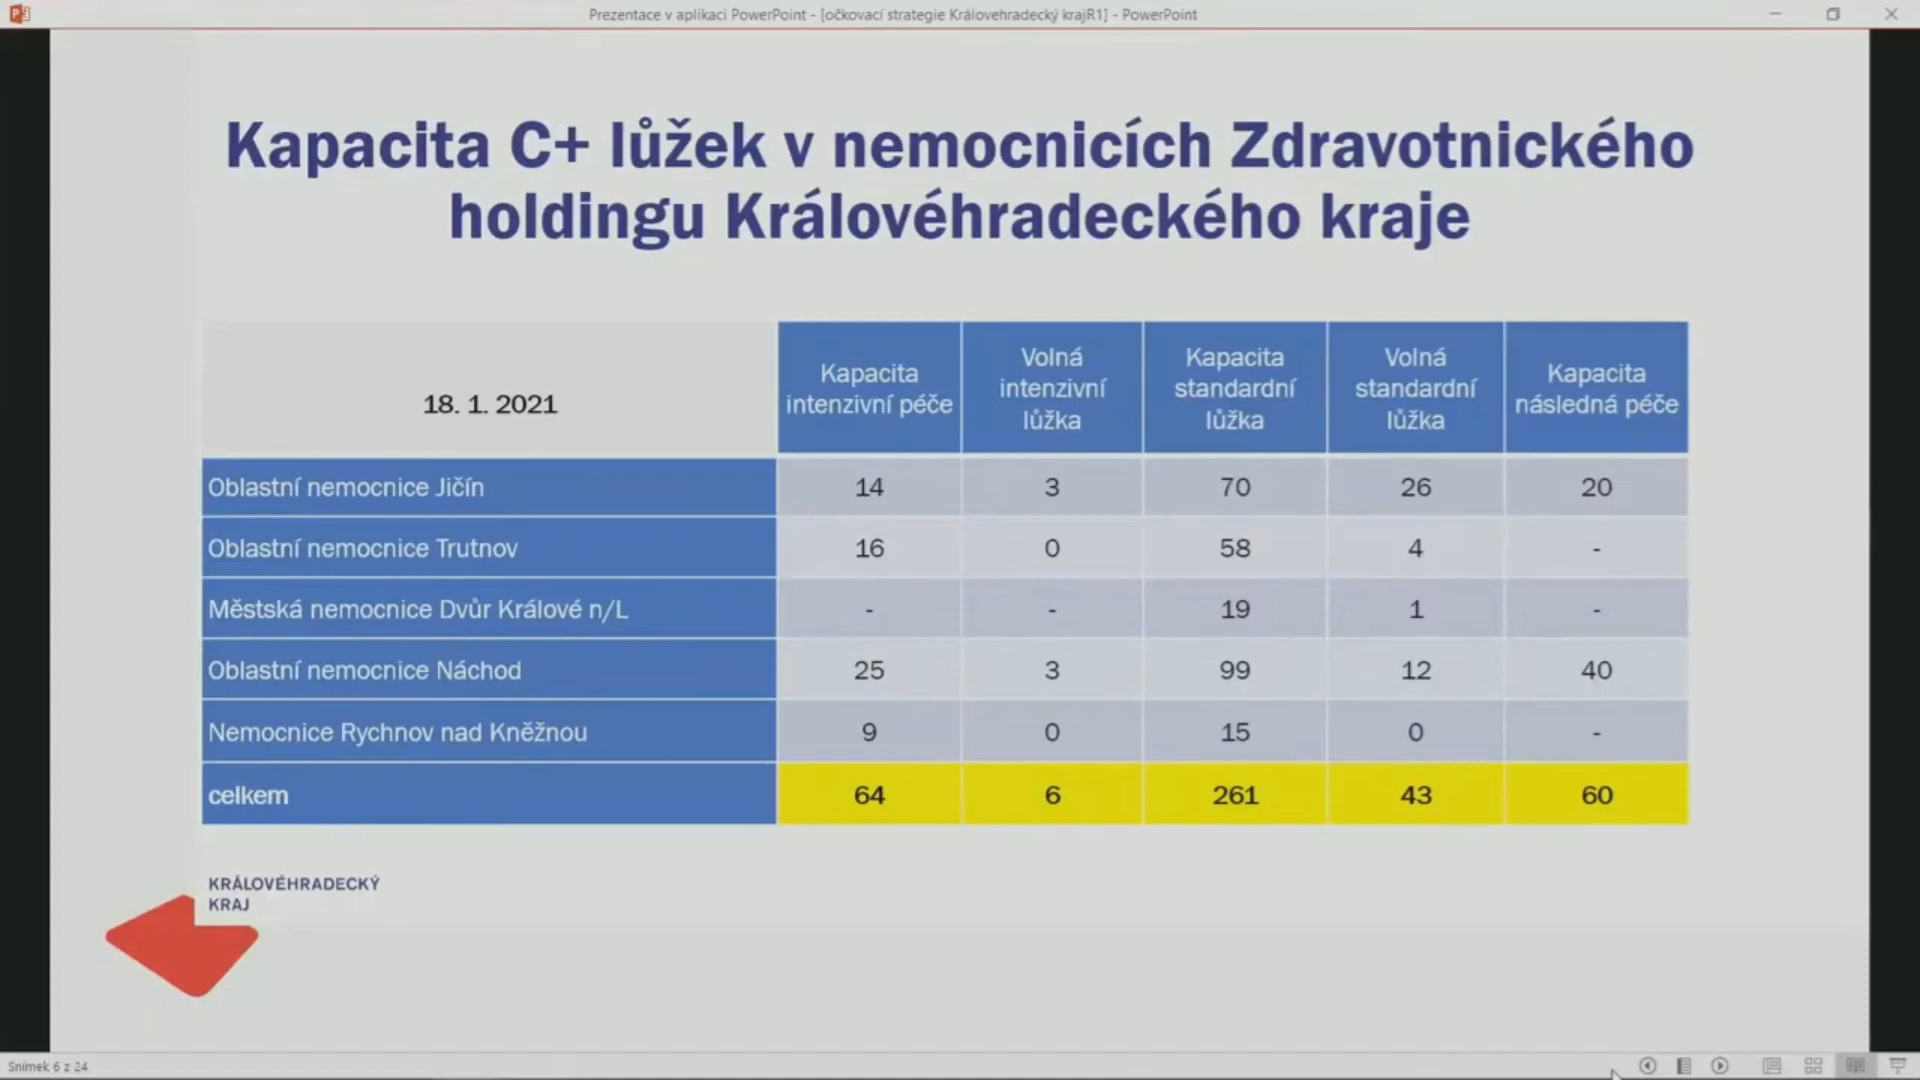 Prezentace v aplikaci PowerPoint - [očkovací strategie Královehradecký krajR1] - PowerPoint
Kapacita C+ lůžek v nemocnicích Zdravotnického
holdingu Královéhradeckého kraje
18. 1. 2021
Kapacita
intenzivní péče
Volná
intenzivní
lůžka
Kapacita
standardní
lůžka
Volná
standardní
lůžka
Kapacita
následná péče
Oblastní nemocnice Jičín 14 3 70 26 20
Oblastní nemocnice Trutnov 16 0 58 4 -
Městská nemocnice Dvůr Králové n/L - - 19 1 -
Oblastní nemocnice Náchod 25 3 99 12 40
Nemocnice Rychnov nad Kněžnou 9 0 15 0 -
celkem 64 6 261 43 60
KRÁLOVÉHRADECKÝ
KRAJ
Snímek 6 z 24